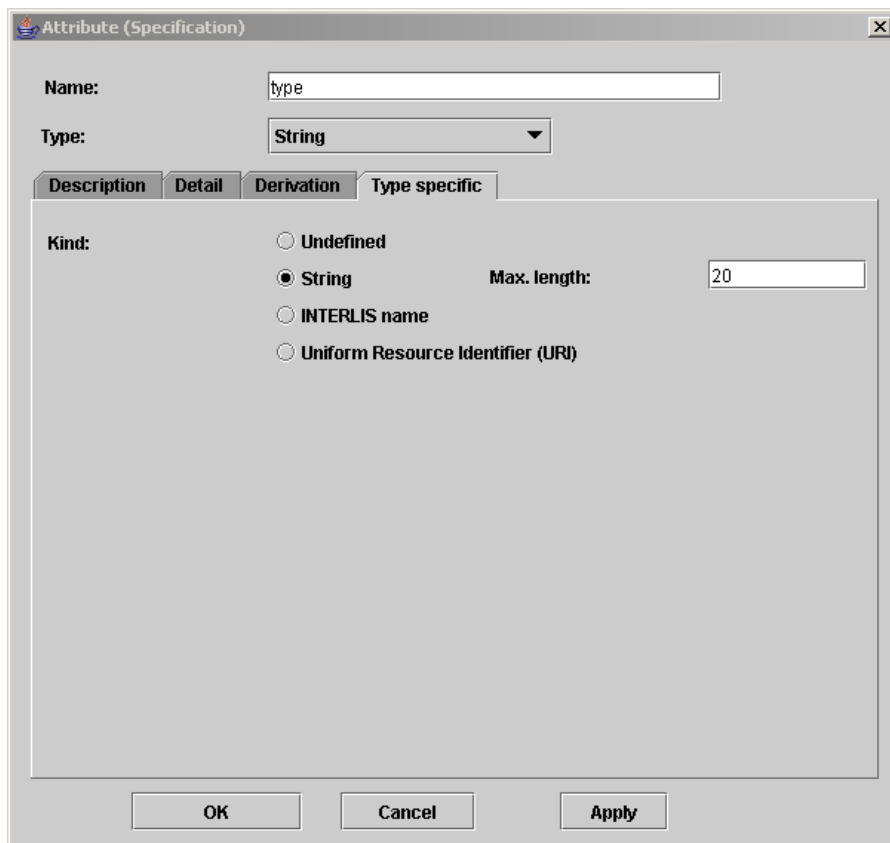 Attribute (Specification)
Name: type
Type: String
Description Detail Derivation Type specific
Kind: Undefined
String Max. length: 20
INTERLIS name
Uniform Resource Identifier (URI)
OK Cancel Apply